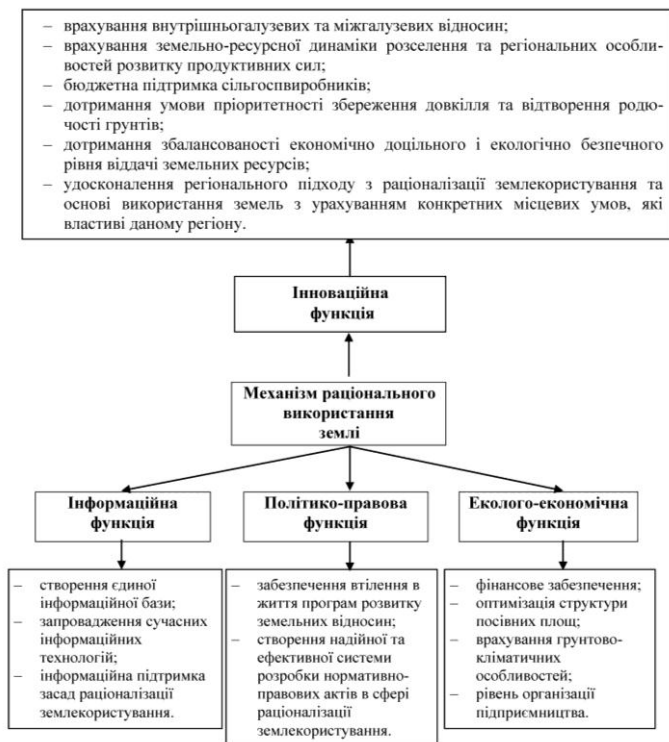 – врахування внутрішньогалузевих та міжгалузевих відносин;
– врахування земельно-ресурсної динаміки розселення та регіональних особли-
востей розвитку продуктивних сил;
– бюджетна підтримка сільгоспвиробників;
– дотримання умови пріоритетності збереження довкілля та відтворення родю-
чості грунтів;
– дотримання збалансованості економічно доцільного і екологічно безпечного
рівня віддачі земельних ресурсів;
– удосконалення регіонального підходу з раціоналізації землекористування та
основі використання земель з урахуванням конкретних місцевих умов, які
властиві даному регіону.
Інноваційна
функція
Механізм раціонального
використання
землі
Інформаційна
функція
Політико-правова
функція
Еколого-економічна
функція
– створення єдиної
інформаційної бази;
– запровадження сучасних
інформаційних
технологій;
– інформаційна підтримка
засад раціоналізації
землекористування.
– забезпечення втілення в
життя програм розвитку
земельних відносин;
– створення надійної та
ефективної системи
розробки нормативно-
правових актів в сфері
раціоналізації
землекористування.
– фінансове забезпечення;
– оптимізація структури
посівних площ;
– врахування грунтово-
кліматичних
особливостей;
– рівень організації
підприємництва.